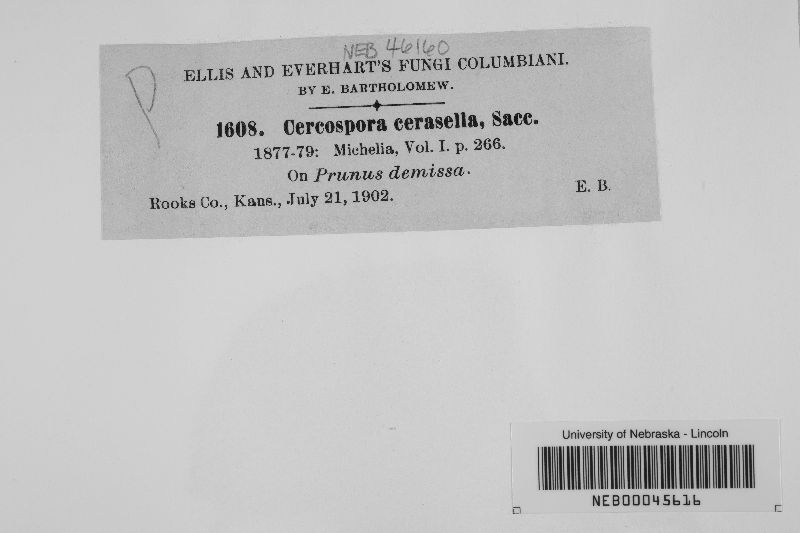 NEB 46160
P
ELLIS AND EVERHART'S FUNGI COLUMBIANI.
BY E. BARTHOLOMEW.
1608. Cercospora cerasella, Sacc.
1877-79: Michelia, Vol. I. p. 266.
On Prunus demissa.
Rooks Co., Kans., July 21, 1902. E. B.
University of Nebraska - Lincoln
NEB00045616